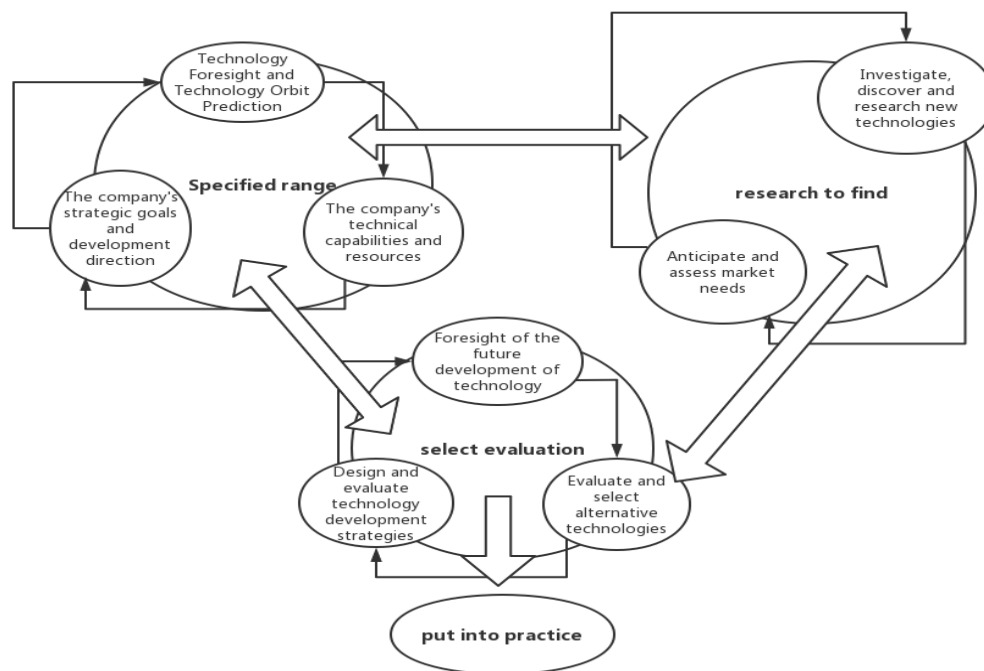 Technology
Foresight and
Technology Orbit
Prediction
Specified range
The company's
strategic goals
and
development
direction
The company's
technical
capabilities and
resources
Investigate,
discover and
research new
technologies
research to find
Anticipate and
assess market
needs
Foresight of the
future
development of
technology
select evaluation
Design and
evaluate
technology
development
strategies
Evaluate and
select
alternative
technologies
put into practice